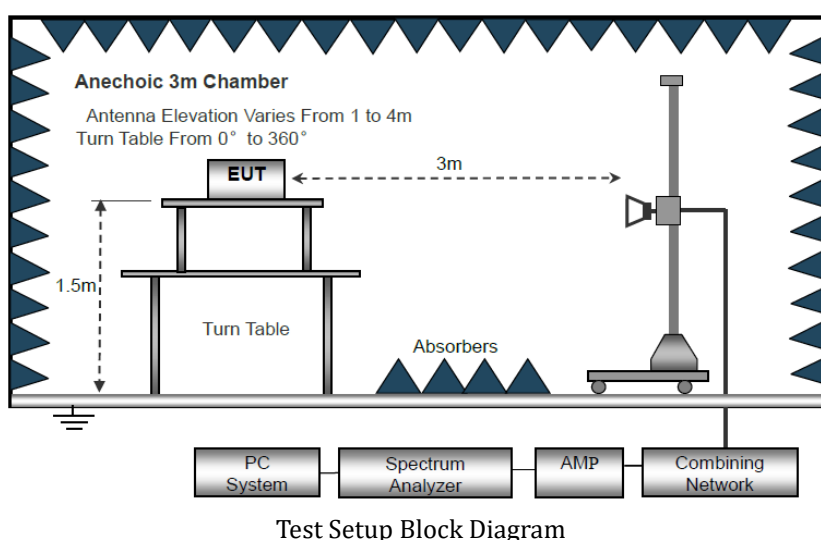 Anechoic 3m Chamber
Antenna Elevation Varies From 1 to 4m
Turn Table From 0° to 360°
3m
EUT
1.5m
Turn Table
Absorbers
PC
System
Spectrum
Analyzer
AMP
Combining
Network
Test Setup Block Diagram